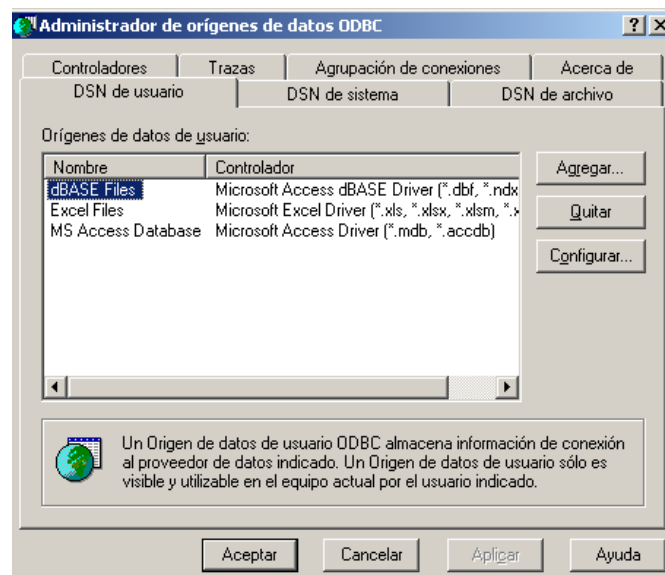 Administrador de orígenes de datos ODBC
Controladores Trazas Agrupación de conexiones Acerca de
DSN de usuario DSN de sistema DSN de archivo
Orígenes de datos de usuario:
Nombre Controlador
dBASE Files Microsoft Access dBASE Driver (*.dbf, *.ndx
Excel Files Microsoft Excel Driver (*.xls, *.xlsx, *.xlsm, *.x
MS Access Database Microsoft Access Driver (*.mdb, *.accdb)
Agregar...
Quitar
Configurar...
Un Origen de datos de usuario ODBC almacena información de conexión
al proveedor de datos indicado. Un Origen de datos de usuario sólo es
visible y utilizable en el equipo actual por el usuario indicado.
Aceptar Cancelar Aplicar Ayuda